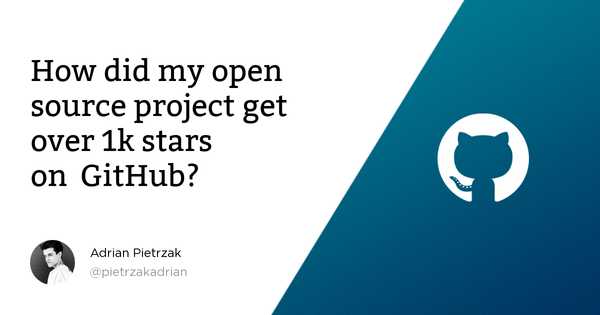 How did my open
source project get
over 1k stars
on GitHub?
Adrian Pietrzak
@pietrzakadrian